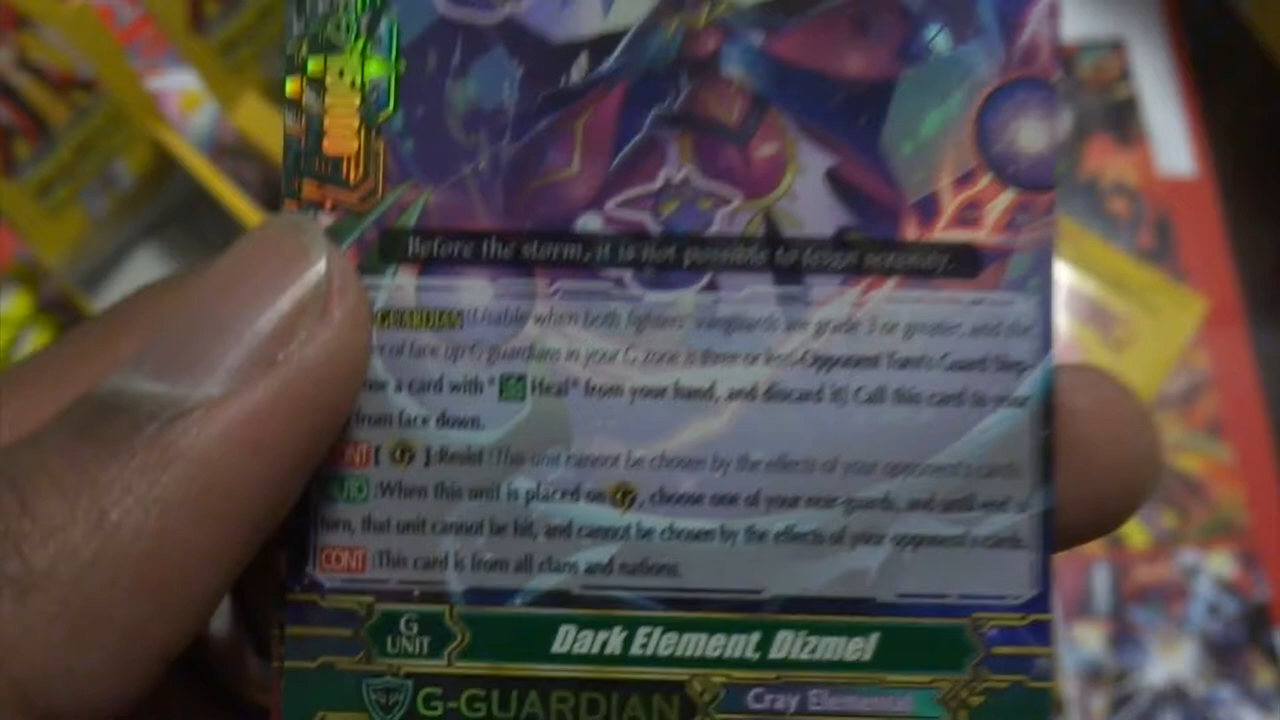 Before the storm, it is not possible to feign serenity.
GUARDIAN :Usable when both fighters' vanguards are grade 3 or greater, and the
of face up G guardians in your G zone is three or less-Opponent Turn's Guard Step-
a card with "Heal" from your hand, and discard it] Call this card to your
from face down.
[ ]:Resist :This unit cannot be chosen by the effects of your opponent's cards.
:When this unit is placed on , choose one of your rear-guards, and until end
turn, that unit cannot be hit, and cannot be chosen by the effects of your opponent's cards.
CONT :This card is from all clans and nations.
G UNIT
Dark Element, Dizmel
G-GUARDIAN Cray Elemental